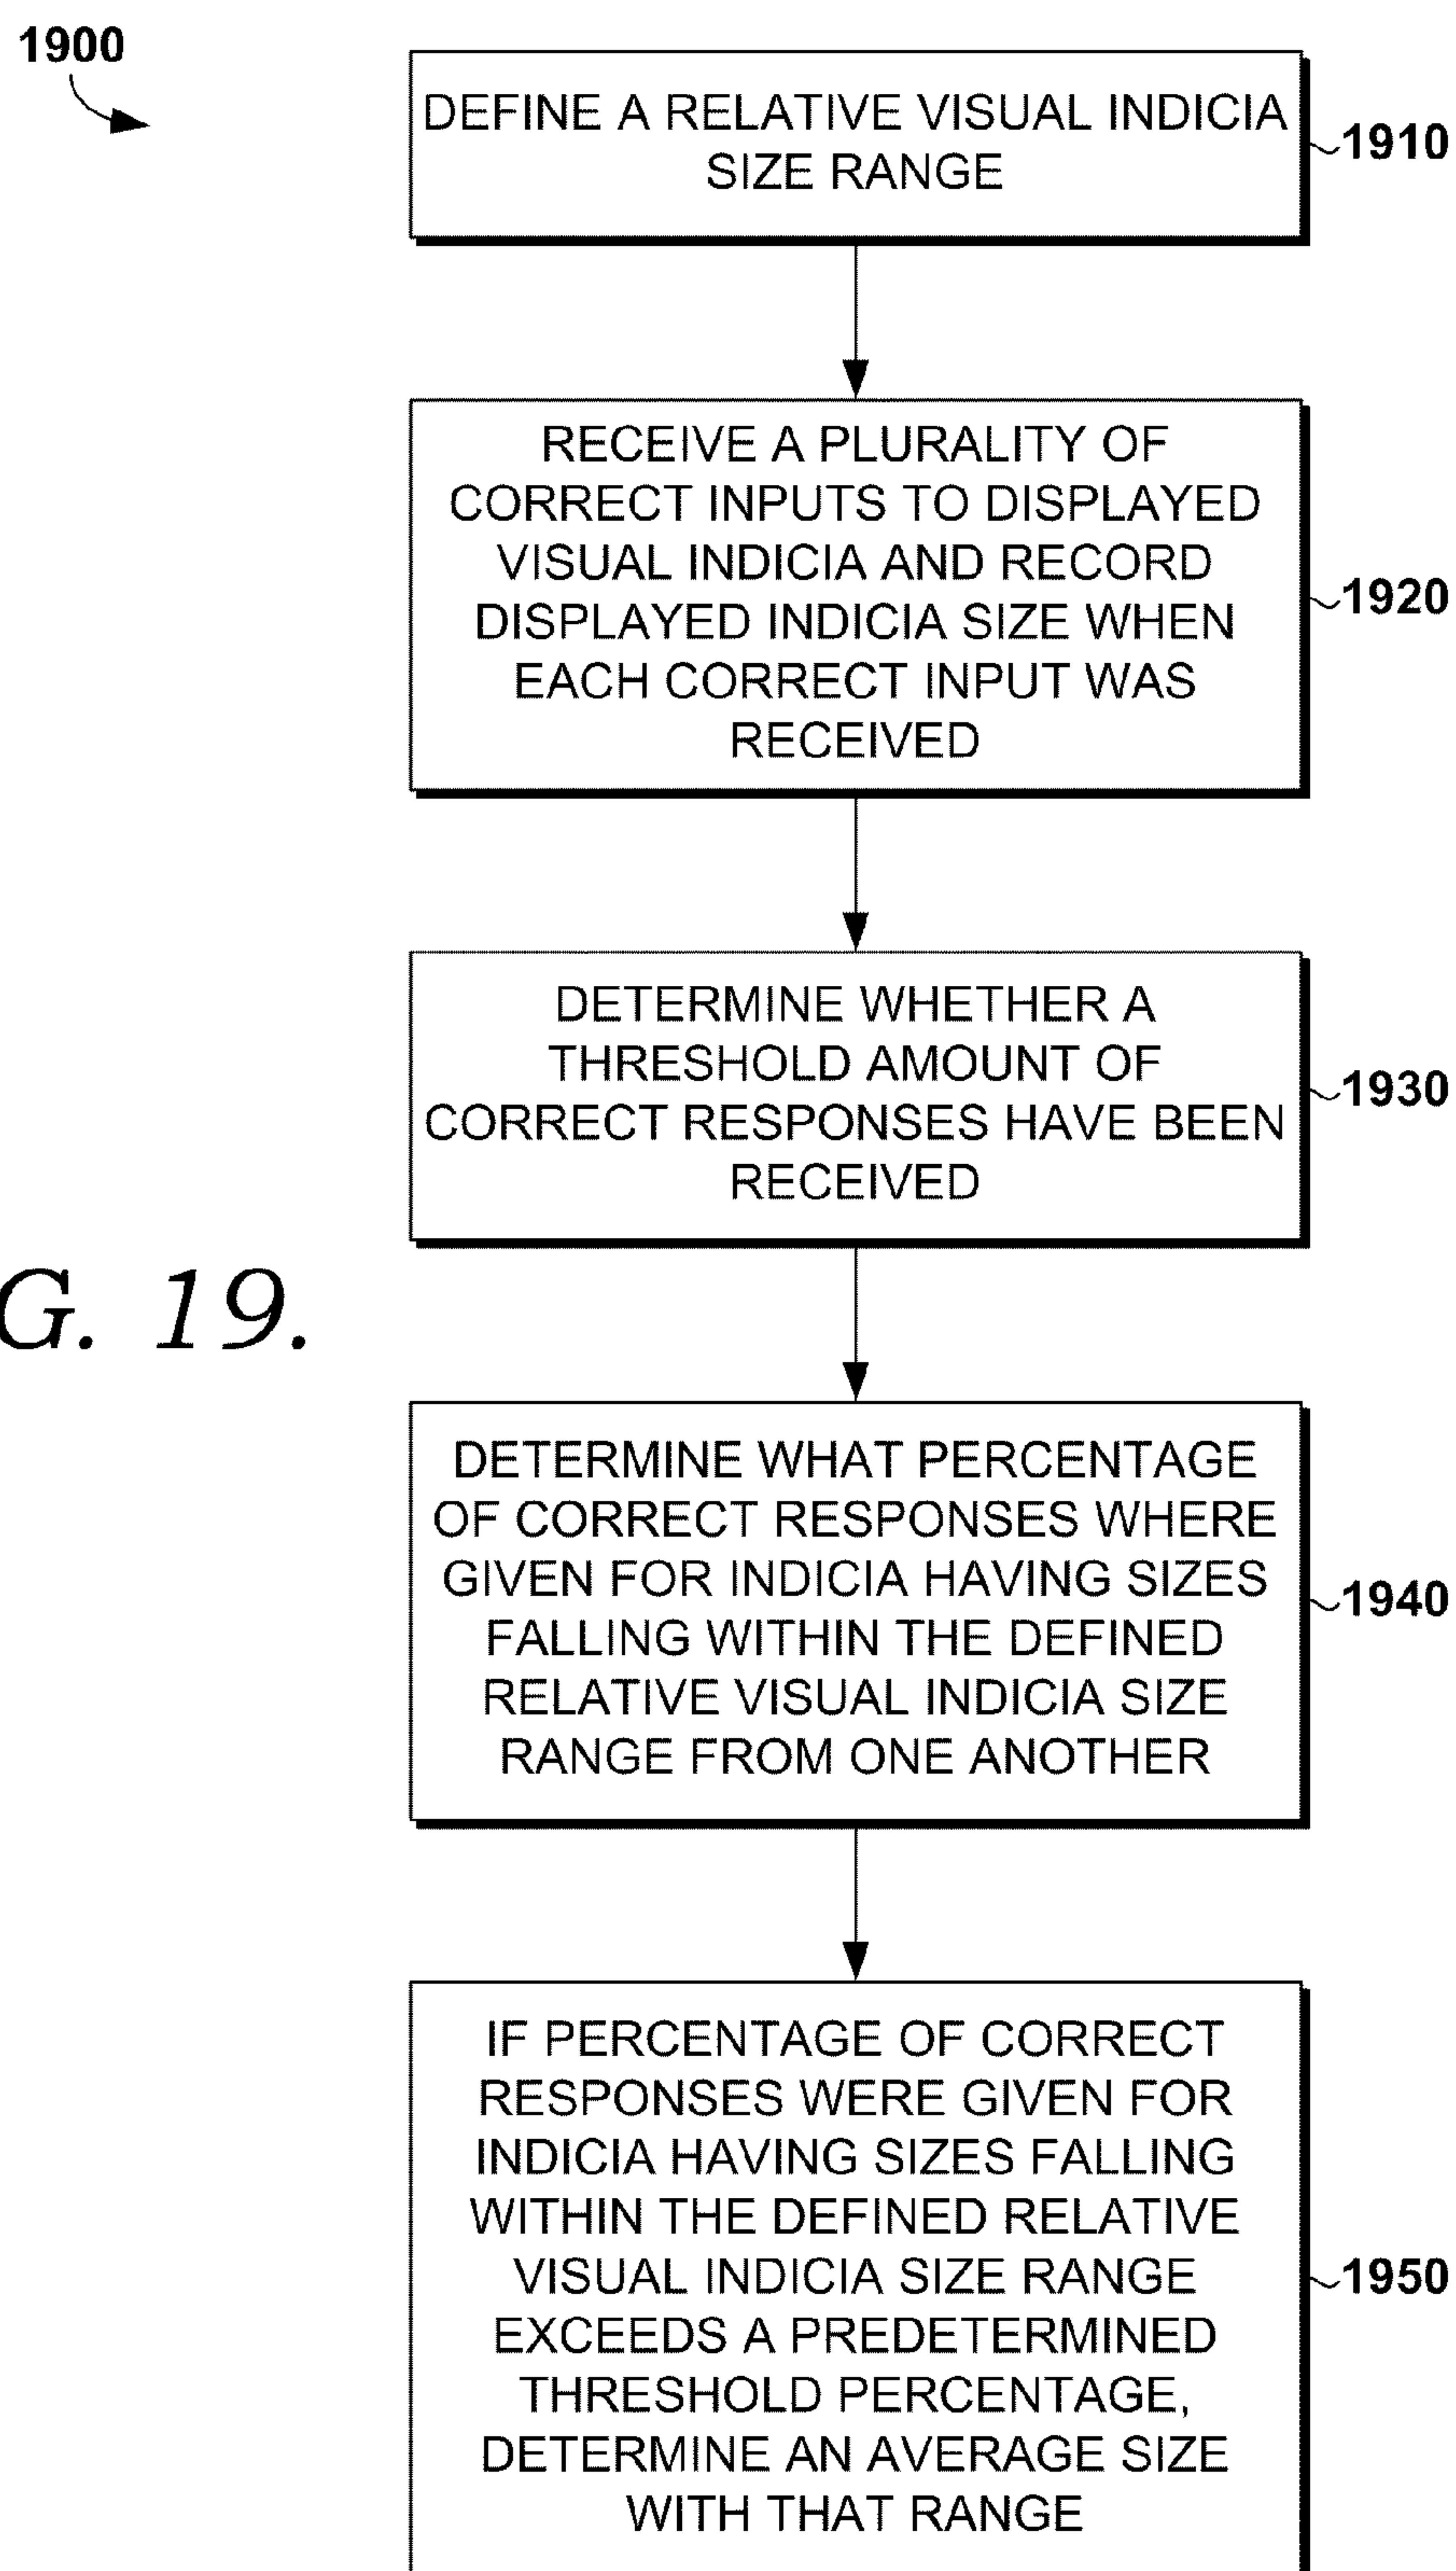 1900
DEFINE A RELATIVE VISUAL INDICIA
SIZE RANGE
1910
RECEIVE A PLURALITY OF
CORRECT INPUTS TO DISPLAYED
VISUAL INDICIA AND RECORD
DISPLAYED INDICIA SIZE WHEN
EACH CORRECT INPUT WAS
RECEIVED
1920
DETERMINE WHETHER A
THRESHOLD AMOUNT OF
CORRECT RESPONSES HAVE BEEN
RECEIVED
1930
G. 19.
DETERMINE WHAT PERCENTAGE
OF CORRECT RESPONSES WHERE
GIVEN FOR INDICIA HAVING SIZES
FALLING WITHIN THE DEFINED
RELATIVE VISUAL INDICIA SIZE
RANGE FROM ONE ANOTHER
1940
IF PERCENTAGE OF CORRECT
RESPONSES WERE GIVEN FOR
INDICIA HAVING SIZES FALLING
WITHIN THE DEFINED RELATIVE
VISUAL INDICIA SIZE RANGE
EXCEEDS A PREDETERMINED
THRESHOLD PERCENTAGE,
DETERMINE AN AVERAGE SIZE
WITH THAT RANGE
1950